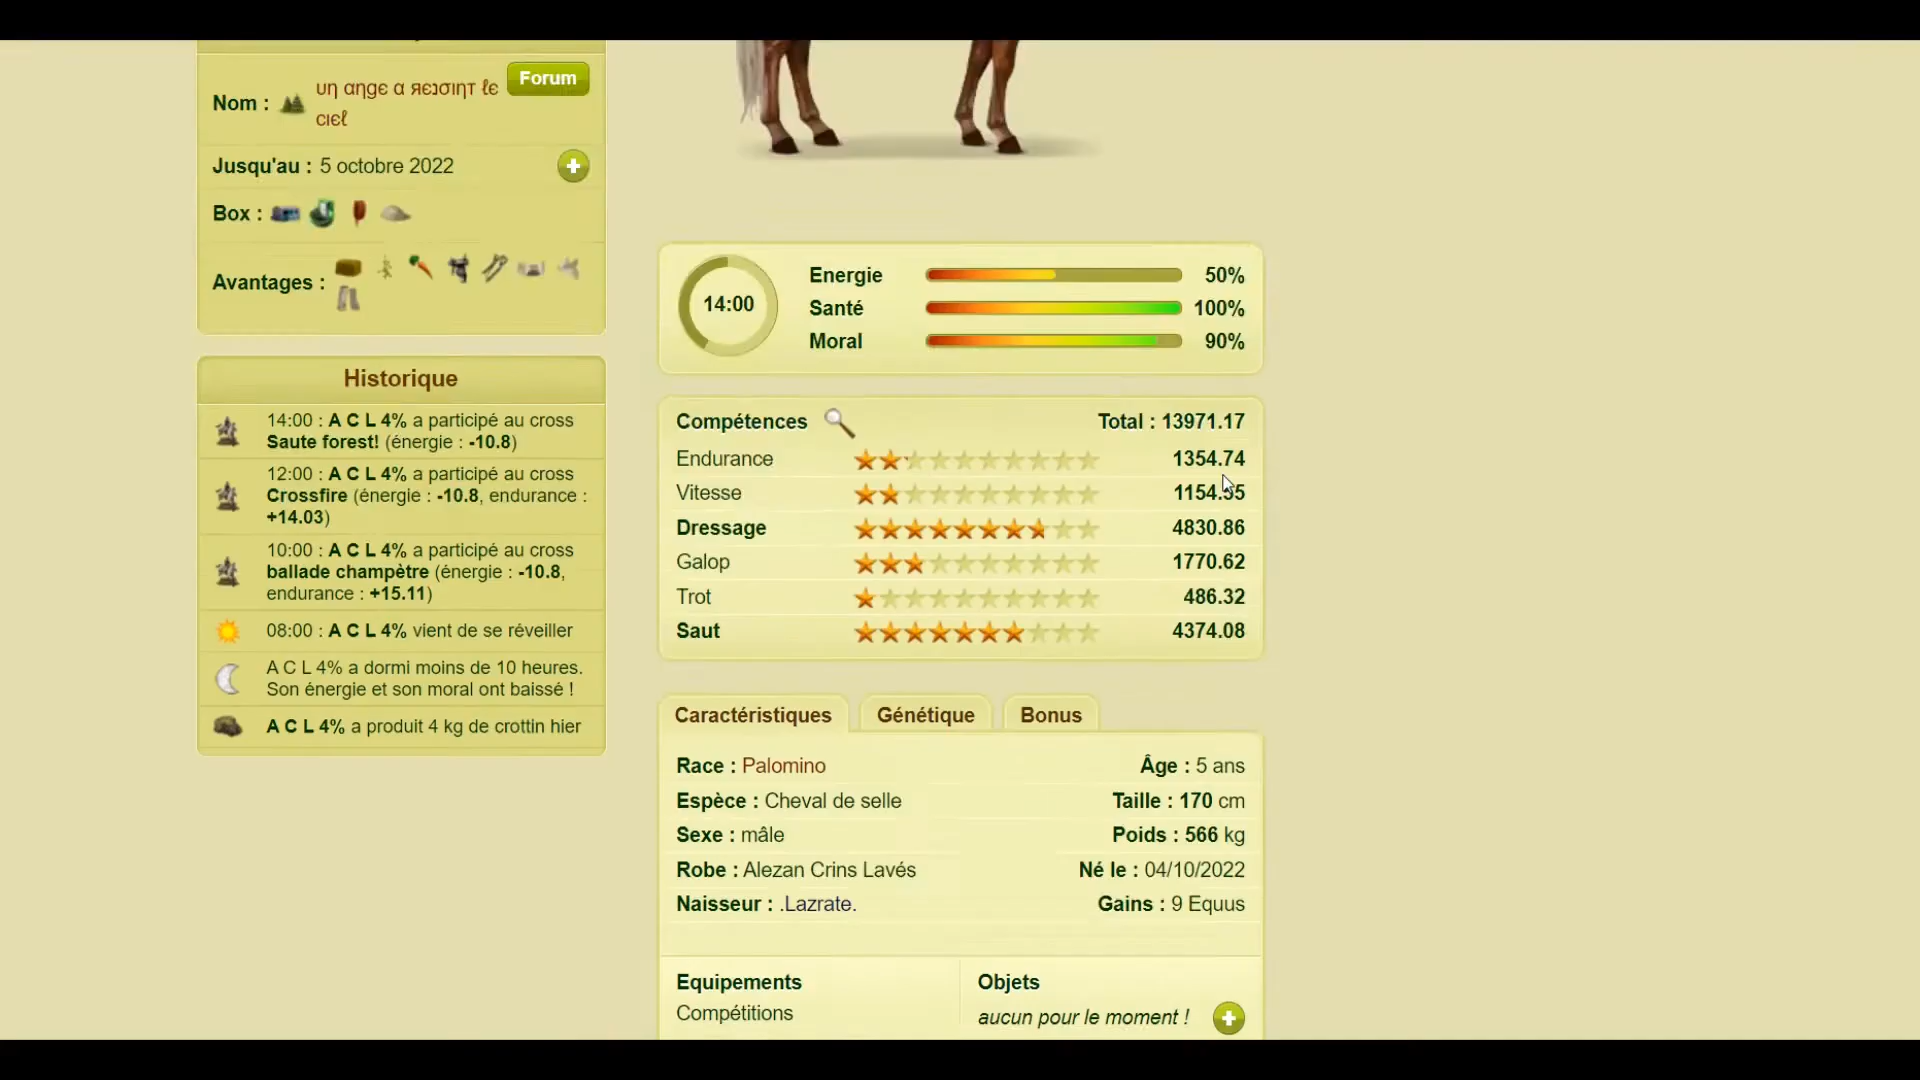 Nom :
υη αηgє α яєנσιηт ℓє
cιєℓ
Forum
Jusqu'au : 5 octobre 2022
Box :
Avantages :
Historique
14:00 : A C L 4% a participé au cross
Saute forest! (énergie : -10.8)
12:00 : A C L 4% a participé au cross
Crossfire (énergie : -10.8, endurance :
+14.03)
10:00 : A C L 4% a participé au cross
ballade champètre (énergie : -10.8,
endurance : +15.11)
08:00 : A C L 4% vient de se réveiller
A C L 4% a dormi moins de 10 heures.
Son énergie et son moral ont baissé !
A C L 4% a produit 4 kg de crottin hier
14:00
Energie 50%
Santé 100%
Moral 90%
Compétences Total : 13971.17
Endurance 1354.74
Vitesse
Dressage 4830.86
Galop 1770.62
Trot 486.32
Saut 4374.08
Caractéristiques Génétique Bonus
Race : Palomino Âge : 5 ans
Espèce : Cheval de selle Taille : 170 cm
Sexe : mâle Poids : 566 kg
Robe : Alezan Crins Lavés Né le : 04/10/2022
Naisseur : .Lazrate. Gains : 9 Equus
Equipements Objets
Compétitions aucun pour le moment !